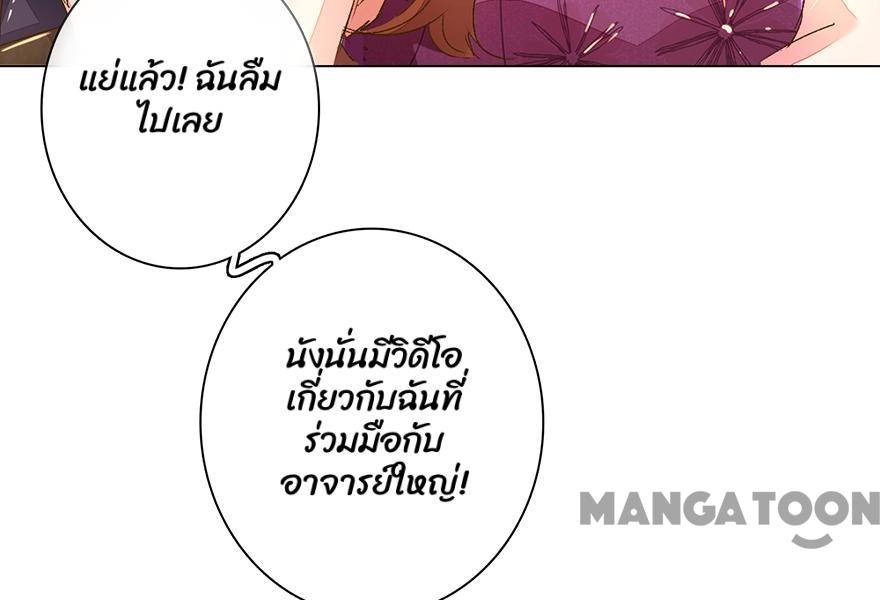 แย่แล้ว! ฉันลืม
ไปเลย
นังนั่นมีวิดีโอ
เกี่ยวกับฉันที่
ร่วมมือกับ
อาจารย์ใหญ่!
MANGATOON